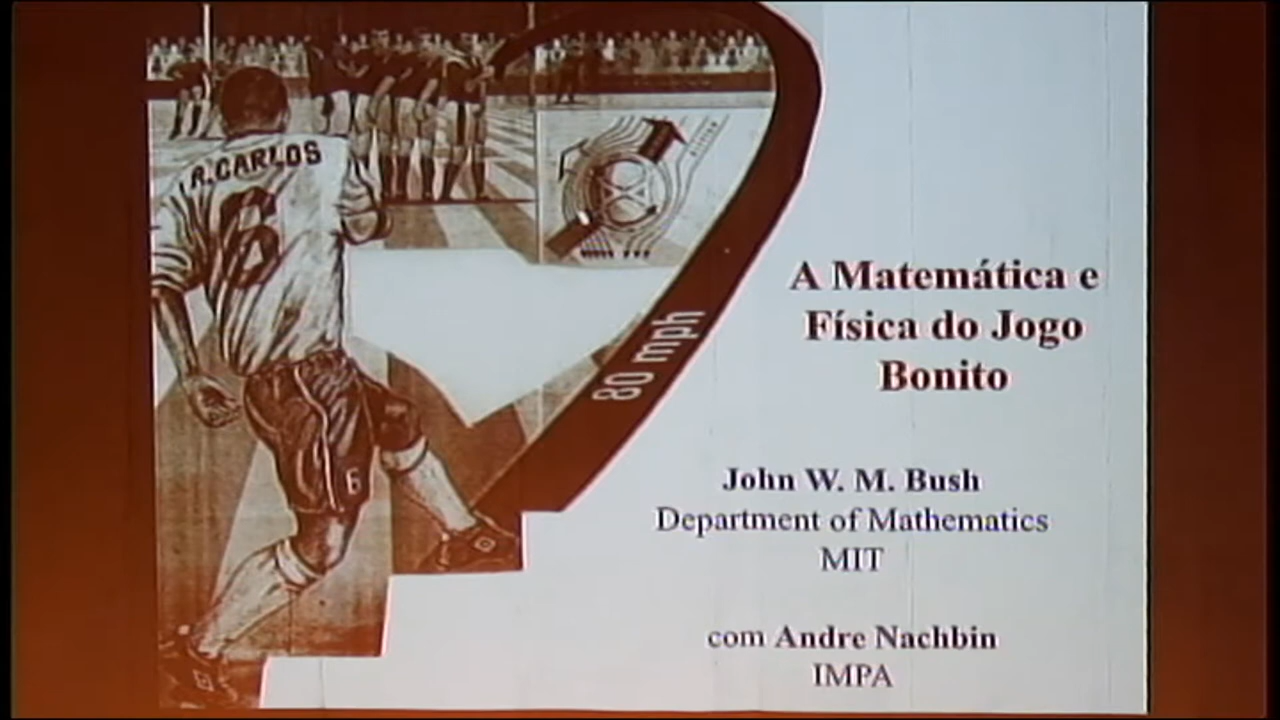 R. CARLOS
6
6
80 mph
A Matemática e
Física do Jogo
Bonito
John W. M. Bush
Department of Mathematics
MIT
com Andre Nachbin
IMPA